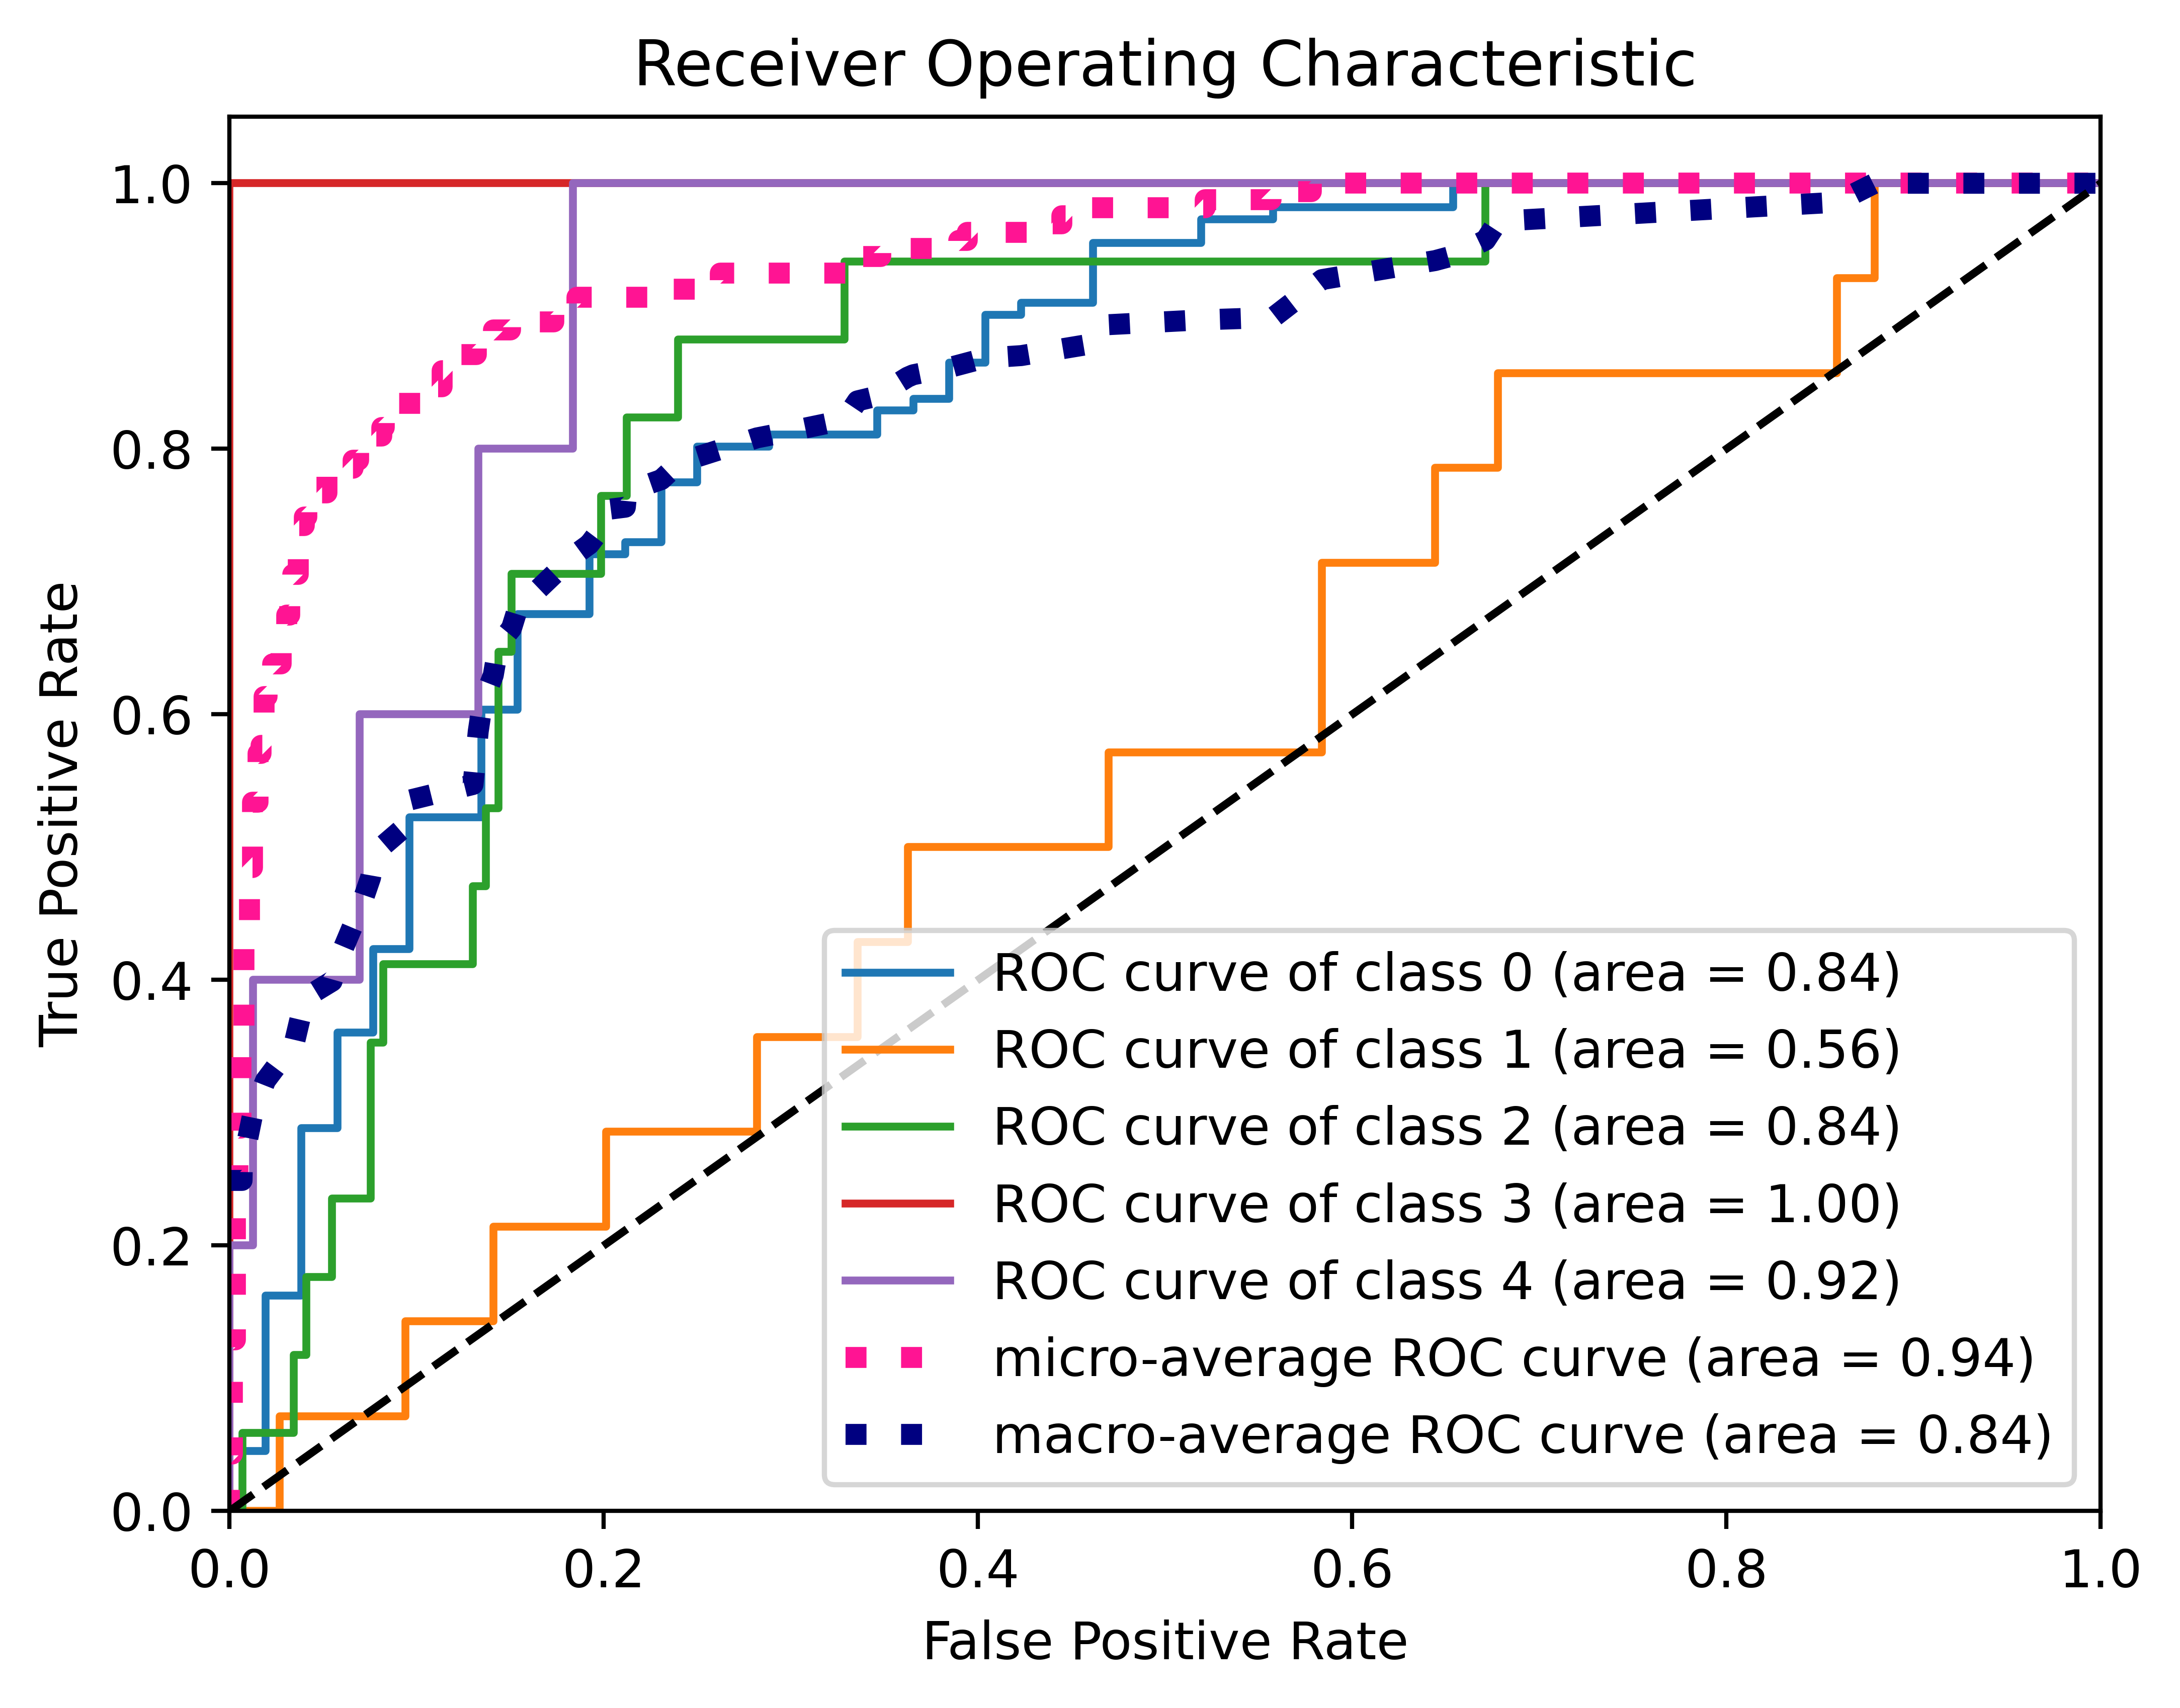 Receiver Operating Characteristic
True Positive Rate
1.0
0.8
0.6
0.4
0.2
0.0
ROC curve of class 0 (area = 0.84)
ROC curve of class 1 (area = 0.56)
ROC curve of class 2 (area = 0.84)
ROC curve of class 3 (area = 1.00)
ROC curve of class 4 (area = 0.92)
micro-average ROC curve (area = 0.94)
macro-average ROC curve (area = 0.84)
0.0 0.2 0.4 0.6 0.8 1.0
False Positive Rate